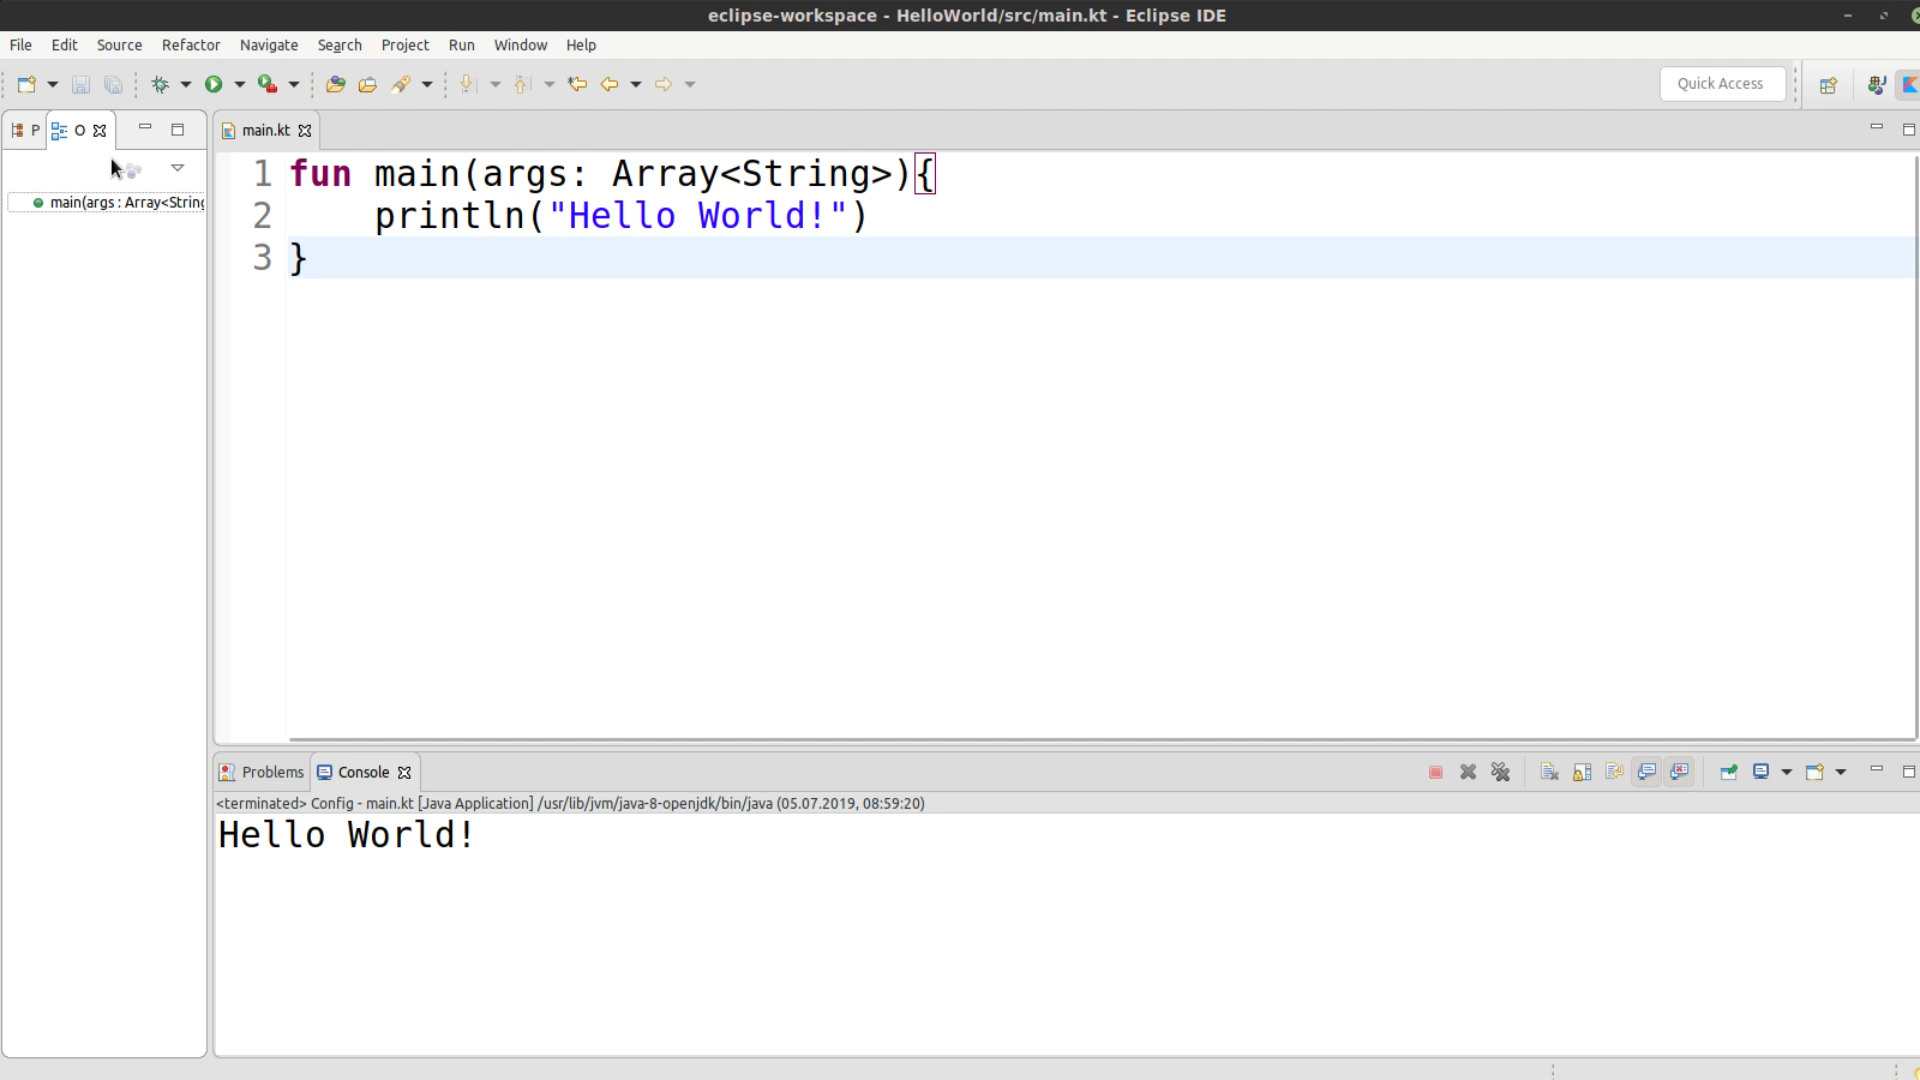 eclipse-workspace - HelloWorld/src/main.kt - Eclipse IDE
File Edit Source Refactor Navigate Search Project Run Window Help
Quick Access
P O main.kt
main(args : Array<String
1 fun main(args: Array<String>){
2 println("Hello World!")
3 }
Problems Console
<terminated> Config - main.kt [Java Application] /usr/lib/jvm/java-8-openjdk/bin/java (05.07.2019, 08:59:20)
Hello World!